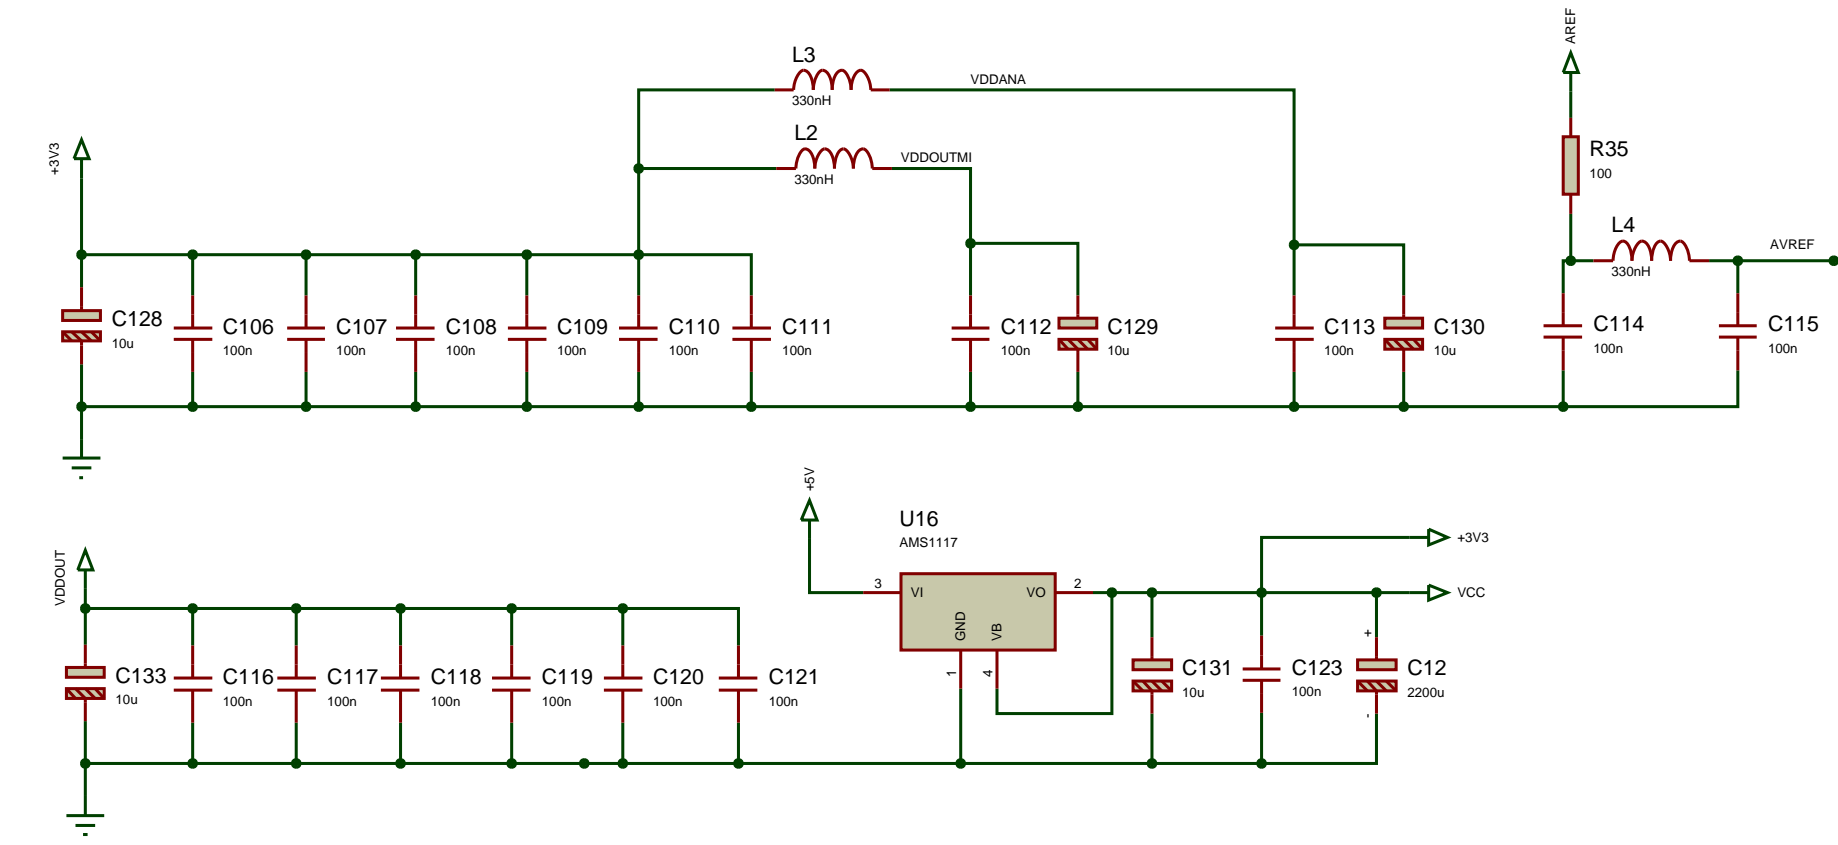 AREF
L3
330nH
VDDANA
L2
330nH
VDDOUTMI
+3V3
R35
100
L4
330nH
AVREF
C128
10u
C106
100n
C107
100n
C108
100n
C109
100n
C110
100n
C111
100n
C112
100n
C129
10u
C113
100n
C130
10u
C114
100n
C115
100n
+5V
U16
AMS1117
3
VI
VO
2
GND
VB
1
4
+3V3
VCC
VDDOUT
C133
10u
C116
100n
C117
100n
C118
100n
C119
100n
C120
100n
C121
100n
C131
10u
C123
100n
+
C12
2200u
-